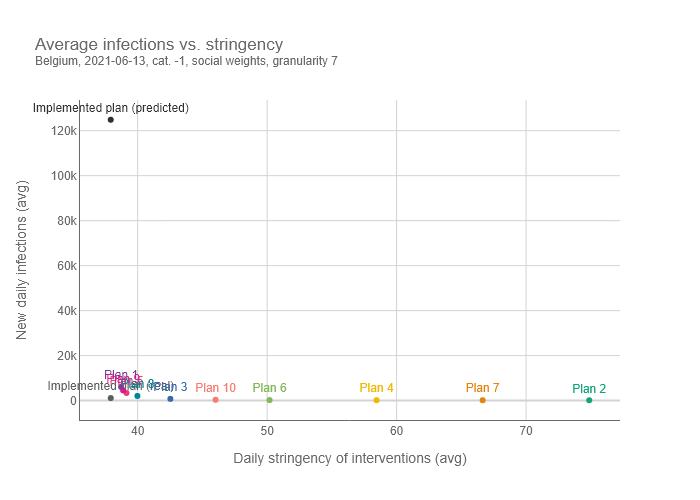 Average infections vs. stringency
Belgium, 2021-06-13, cat. -1, social weights, granularity 7
Implemented plan (predicted)
120k
100k
80k
60k
40k
20k
0
New daily infections (avg)
Plan 1
Implemented plan
Plan 3
Plan 10
Plan 6
Plan 4
Plan 7
Plan 2
40
50
60
70
Daily stringency of interventions (avg)